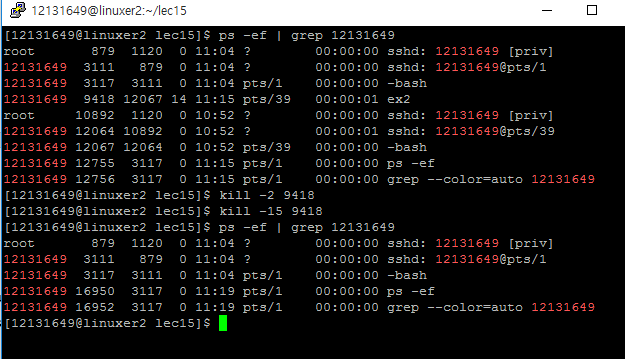 12131649@linuxer2:~/lec15
[12131649@linuxer2 lec15]$ ps -ef | grep 12131649
root       879  1120  0 11:04 ?        00:00:00 sshd: 12131649 [priv]
12131649  3111   879  0 11:04 ?        00:00:00 sshd: 12131649@pts/1
12131649  3117  3111  0 11:04 pts/1    00:00:00 -bash
12131649  9418 12067 14 11:15 pts/39   00:00:01 ex2
root     10892  1120  0 10:52 ?        00:00:00 sshd: 12131649 [priv]
12131649 12064 10892  0 10:52 ?        00:00:01 sshd: 12131649@pts/39
12131649 12067 12064  0 10:52 pts/39   00:00:00 -bash
12131649 12755  3117  0 11:15 pts/1    00:00:00 ps -ef
12131649 12756  3117  0 11:15 pts/1    00:00:00 grep --color=auto 12131649
[12131649@linuxer2 lec15]$ kill -2 9418
[12131649@linuxer2 lec15]$ kill -15 9418
[12131649@linuxer2 lec15]$ ps -ef | grep 12131649
root       879  1120  0 11:04 ?        00:00:00 sshd: 12131649 [priv]
12131649  3111   879  0 11:04 ?        00:00:00 sshd: 12131649@pts/1
12131649  3117  3111  0 11:04 pts/1    00:00:00 -bash
12131649 16950  3117  0 11:19 pts/1    00:00:00 ps -ef
12131649 16952  3117  0 11:19 pts/1    00:00:00 grep --color=auto 12131649
[12131649@linuxer2 lec15]$